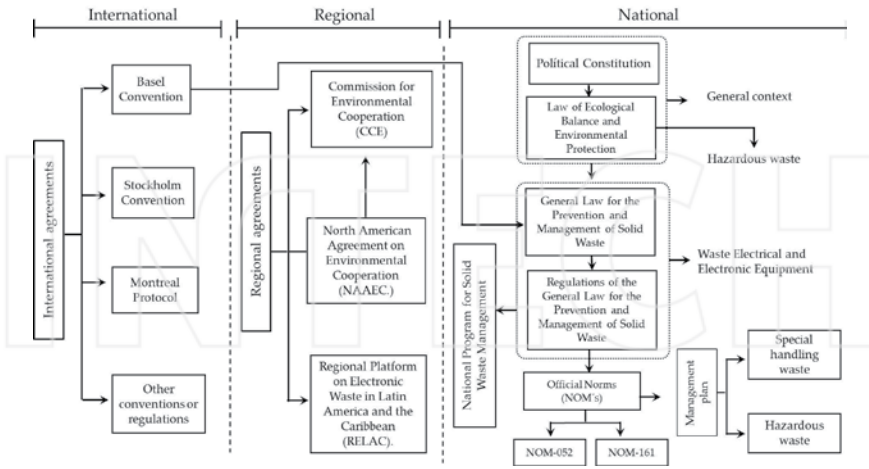 International
Regional
National
International agreements
Basel
Convention
Stockholm
Convention
Montreal
Protocol
Other
conventions or
regulations
Regional agreements
Commission for
Environmental
Cooperation
(CCE)
North American
Agreement on
Environmental
Cooperation
(NAAEC.)
Regional Platform
on Electronic
Waste in Latin
America and the
Caribbean
(RELAC).
Polítical Constitution
Law of Ecological
Balance and
Environmental
Protection
General context
Hazardous waste
General Law for the
Prevention and
Management of Solid
Waste
Regulations of the
General Law for the
Prevention and
Management of Solid
Waste
Waste Electrical and
Electronic Equipment
National Program for Solid
Waste Management
Official Norms
(NOM´s)
NOM-052
NOM-161
Management
plan
Special
handling
waste
Hazardous
waste
INTECH